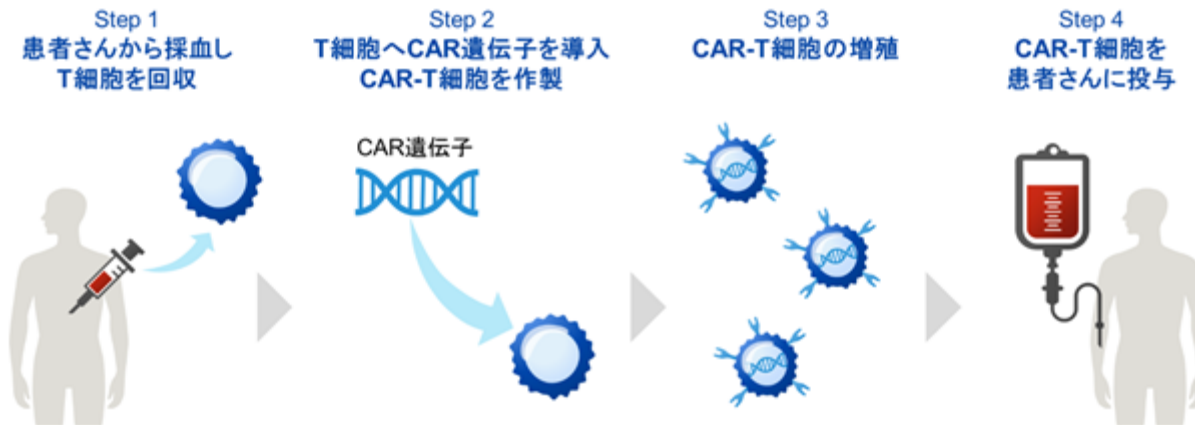 Step 1
患者さんから採血し
T細胞を回収
Step 2
T細胞へCAR遺伝子を導入
CAR-T細胞を作製
CAR遺伝子
Step 3
CAR-T細胞の増殖
Step 4
CAR-T細胞を
患者さんに投与